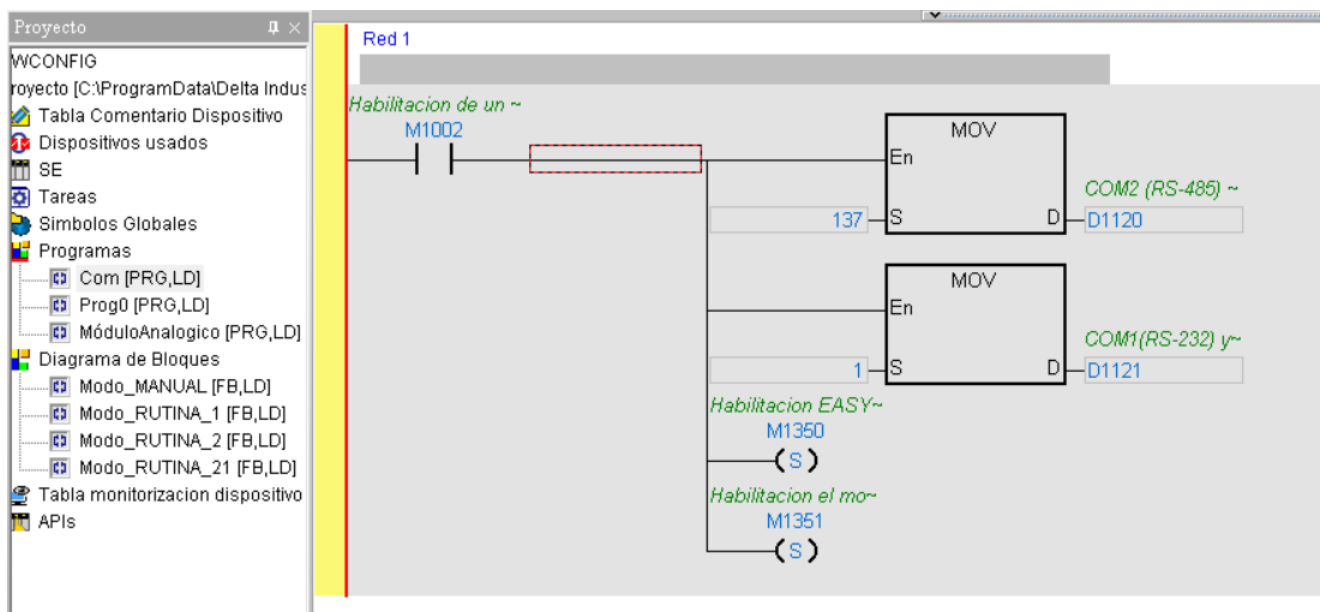 Proyecto
WCONFIG
royecto [C:\ProgramData\Delta Indus
Tabla Comentario Dispositivo
Dispositivos usados
SE
Tareas
Simbolos Globales
Programas
Com [PRG,LD]
Prog0 [PRG,LD]
MóduloAnalogico [PRG,LD]
Diagrama de Bloques
Modo_MANUAL [FB,LD]
Modo_RUTINA_1 [FB,LD]
Modo_RUTINA_2 [FB,LD]
Modo_RUTINA_21 [FB,LD]
Tabla monitorizacion dispositivo
APIs
Red 1
Habilitacion de un ~
M1002
MOV
En
COM2 (RS-485) ~
137 S D D1120
MOV
En
COM1(RS-232) y~
1 S D D1121
Habilitacion EASY~
M1350
S
Habilitacion el mo~
M1351
S